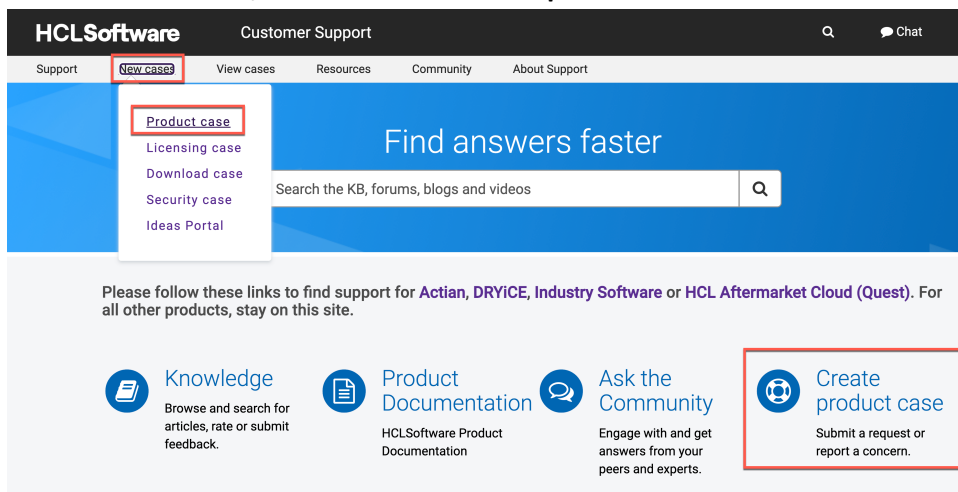 HCLSoftware Customer Support Chat
Support New cases View cases Resources Community About Support
Product case
Licensing case
Download case
Security case
Ideas Portal
Find answers faster
Search the KB, forums, blogs and videos
Please follow these links to find support for Actian, DRYiCE, Industry Software or HCL Aftermarket Cloud (Quest). For
all other products, stay on this site.
Knowledge
Browse and search for
articles, rate or submit
feedback.
Product
Documentation
HCLSoftware Product
Documentation
Ask the
Community
Engage with and get
answers from your
peers and experts.
Create
product case
Submit a request or
report a concern.